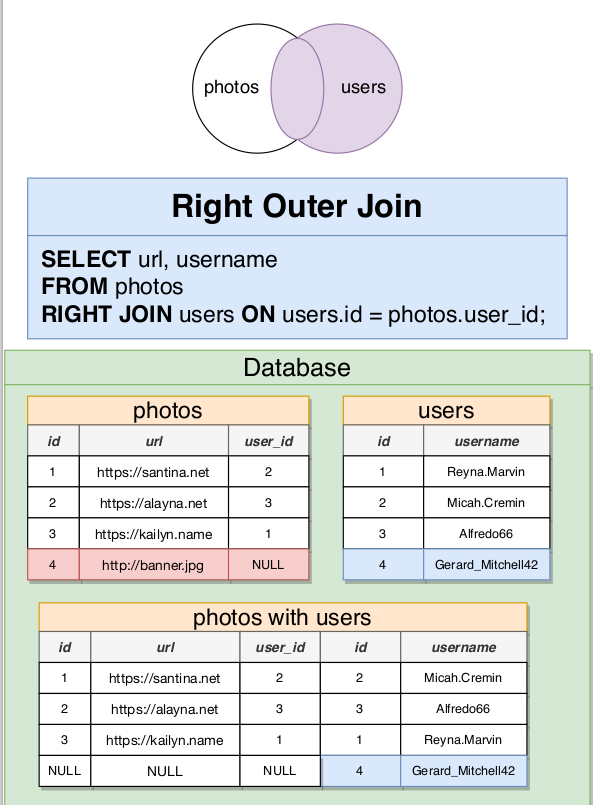 photos users
Right Outer Join
SELECT url, username
FROM photos
RIGHT JOIN users ON users.id = photos.user_id;
Database
photos
id url user_id
1 https://santina.net 2
2 https://alayna.net 3
3 https://kailyn.name 1
4 http://banner.jpg NULL
users
id username
1 Reyna.Marvin
2 Micah.Cremin
3 Alfredo66
4 Gerard_Mitchell42
photos with users
id url user_id id username
1 https://santina.net 2 2 Micah.Cremin
2 https://alayna.net 3 3 Alfredo66
3 https://kailyn.name 1 1 Reyna.Marvin
NULL NULL NULL 4 Gerard_Mitchell42